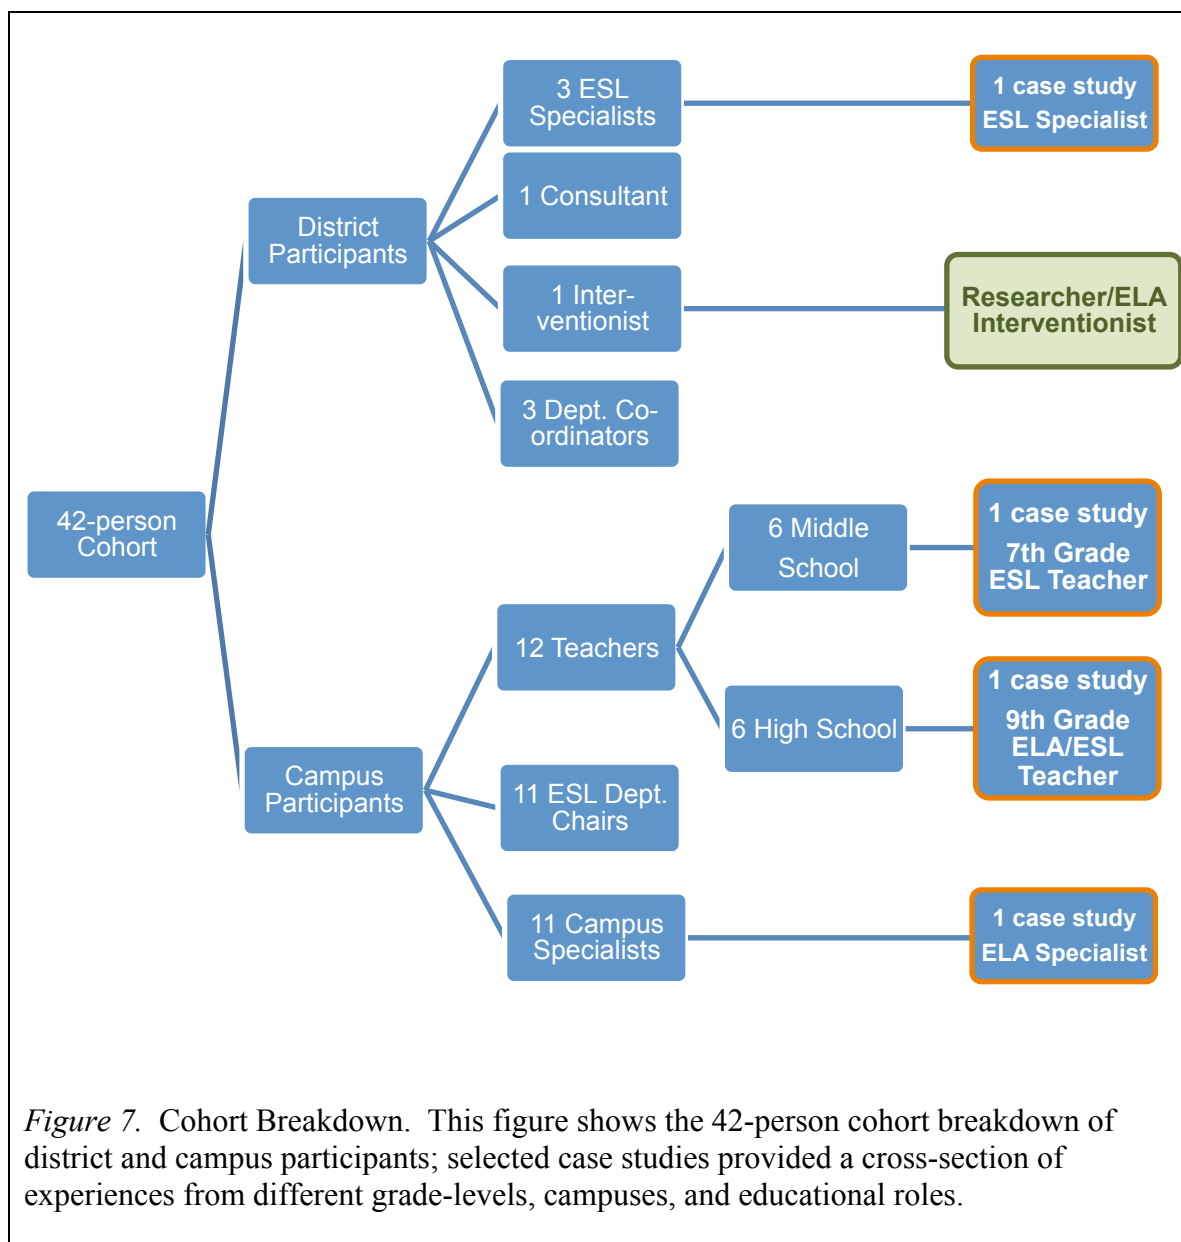 42-person
Cohort
District
Participants
3 ESL
Specialists
1 case study
ESL Specialist
1 Consultant
1 Inter-
ventionist
Researcher/ELA
Interventionist
3 Dept. Co-
ordinators
Campus
Participants
12 Teachers
6 Middle
School
1 case study
7th Grade
ESL Teacher
6 High School
1 case study
9th Grade
ELA/ESL
Teacher
11 ESL Dept.
Chairs
11 Campus
Specialists
1 case study
ELA Specialist
Figure 7.  Cohort Breakdown.  This figure shows the 42-person cohort breakdown of
district and campus participants; selected case studies provided a cross-section of
experiences from different grade-levels, campuses, and educational roles.